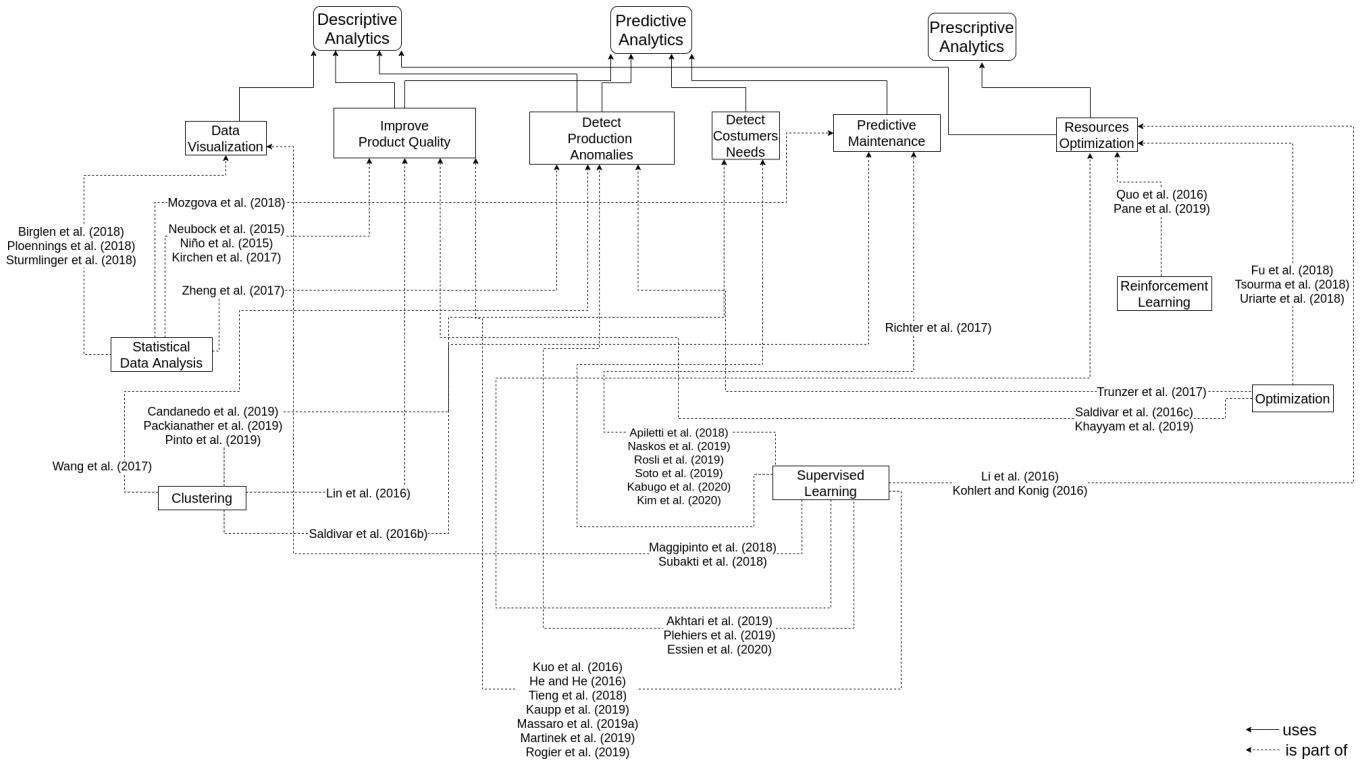 Descriptive
Analytics
Predictive
Analytics
Prescriptive
Analytics
Data
Visualization
Improve
Product Quality
Detect
Production
Anomalies
Detect
Costumers
Needs
Predictive
Maintenance
Resources
Optimization
Mozgova et al. (2018)
Quo et al. (2016)
Pane et al. (2019)
Birglen et al. (2018)
Ploennings et al. (2018)
Sturmlinger et al. (2018)
Neubock et al. (2015)
Niño et al. (2015)
Kirchen et al. (2017)
Zheng et al. (2017)
Reinforcement
Learning
Fu et al. (2018)
Tsourma et al. (2018)
Uriarte et al. (2018)
Richter et al. (2017)
Statistical
Data Analysis
Trunzer et al. (2017)
Optimization
Candanedo et al. (2019)
Packianather et al. (2019)
Pinto et al. (2019)
Saldivar et al. (2016c)
Khayyam et al. (2019)
Apiletti et al. (2018)
Naskos et al. (2019)
Rosli et al. (2019)
Soto et al. (2019)
Kabugo et al. (2020)
Kim et al. (2020)
Wang et al. (2017)
Clustering
Lin et al. (2016)
Supervised
Learning
Li et al. (2016)
Kohlert and Konig (2016)
Saldivar et al. (2016b)
Maggipinto et al. (2018)
Subakti et al. (2018)
Akhtari et al. (2019)
Plehiers et al. (2019)
Essien et al. (2020)
Kuo et al. (2016)
He and He (2016)
Tieng et al. (2018)
Kaupp et al. (2019)
Massaro et al. (2019a)
Martinek et al. (2019)
Rogier et al. (2019)
uses
is part of